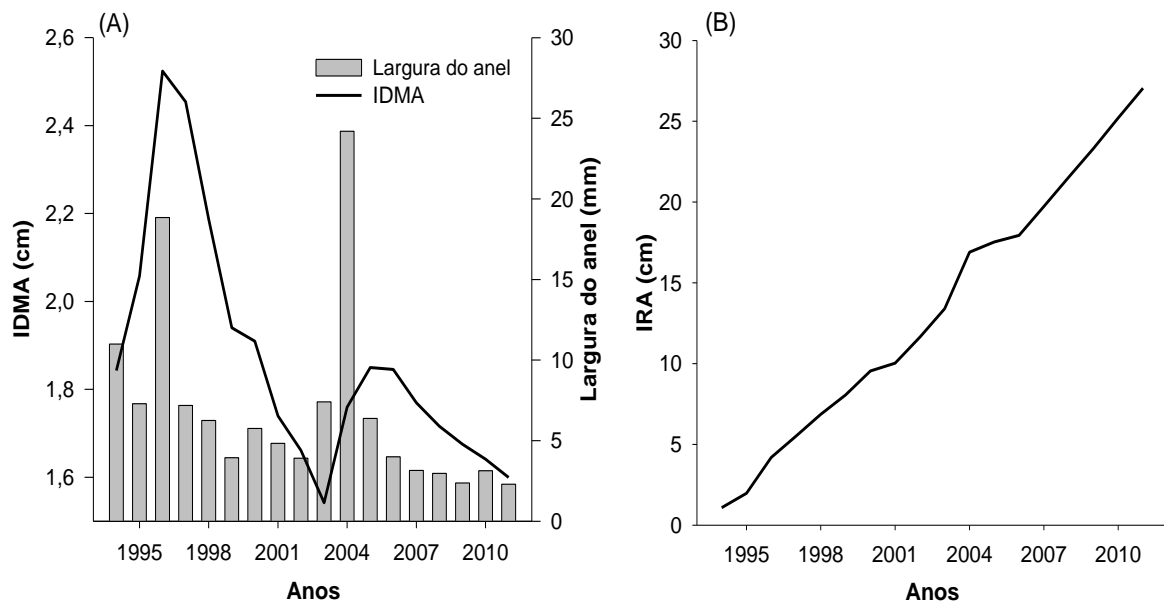 (A)
2,6
2,4
2,2
2,0
1,8
1,6
IDMA (cm)
Largura do anel
IDMA
30
25
20
15
10
5
0
Largura do anel (mm)
1995 1998 2001 2004 2007 2010
Anos
(B)
30
25
20
15
10
5
0
IRA (cm)
1995 1998 2001 2004 2007 2010
Anos